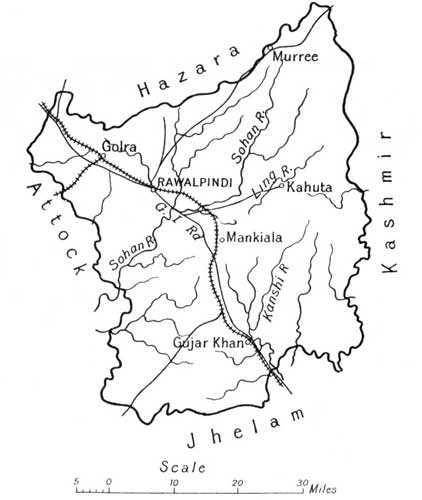 Hazara
Murree
Sohan R.
Golra
RAWALPINDI
Ling R.
Kahuta
Kashmir
Attock
G. T. Rd
Sohan R
Mankiala
Kanshi R
Gujar Khan
Jhelam
Scale
5 0 10 20 30 Miles